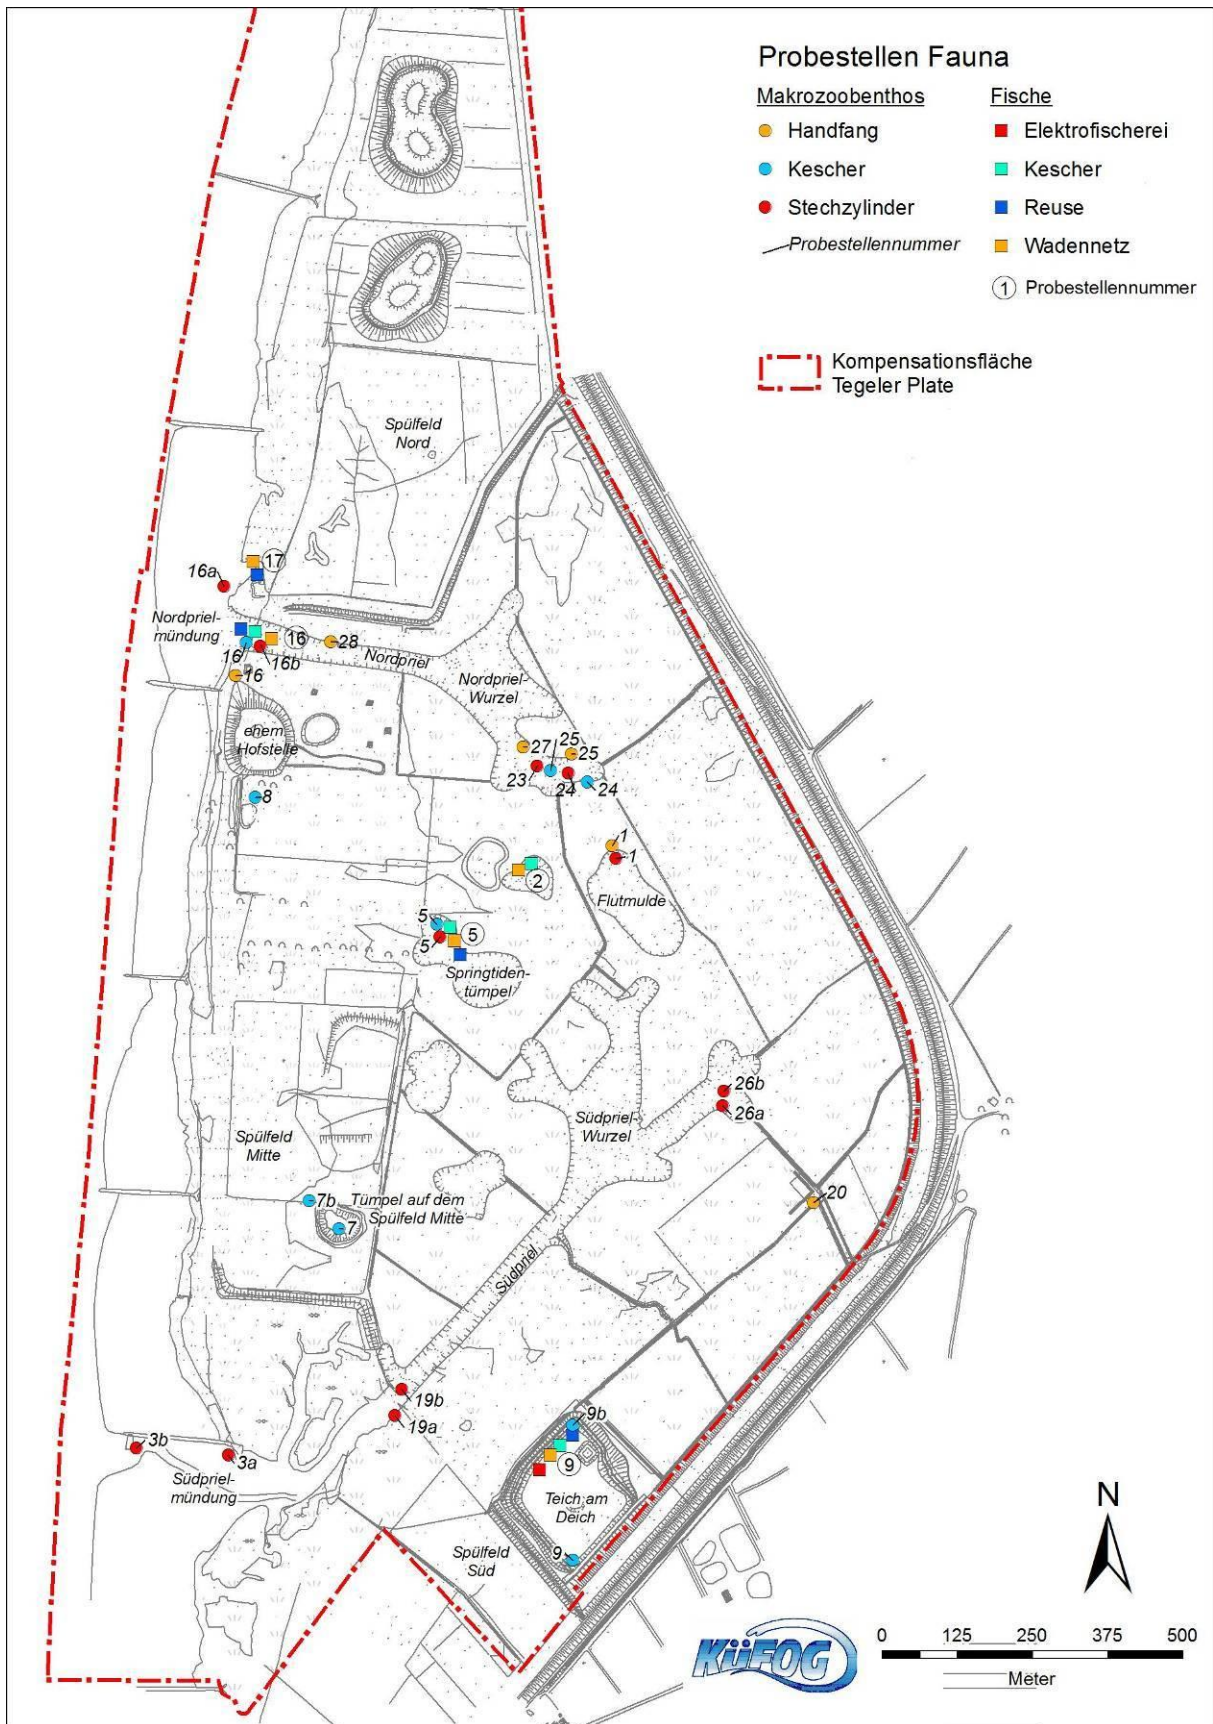 Probestellen Fauna
Makrozoobenthos
Fische
Handfang
Elektrofischerei
Kescher
Kescher
Stechzylinder
Reuse
Probestellennummer
Wadennetz
1 Probestellennummer
Kompensationsfläche
Tegeler Plate
Spülfeld
Nord
17
16a
Nordpriel-
mündung
16
28
16
16b
Nordpriel
16
Nordpriel-
Wurzel
ehem.
Hofstelle
25
27
25
23
24
24
8
1
1
2
Flutmulde
5
5
5
Springtiden-
tümpel
26b
26a
Südpriel-
Wurzel
Spülfeld
Mitte
20
7b
Tümpel auf dem
Spülfeld Mitte
7
Südpriel
19b
19a
9b
3b
3a
9
Südpriel-
mündung
Teich am
Deich
N
9
Spülfeld
Süd
KüFOG
0 125 250 375 500
Meter